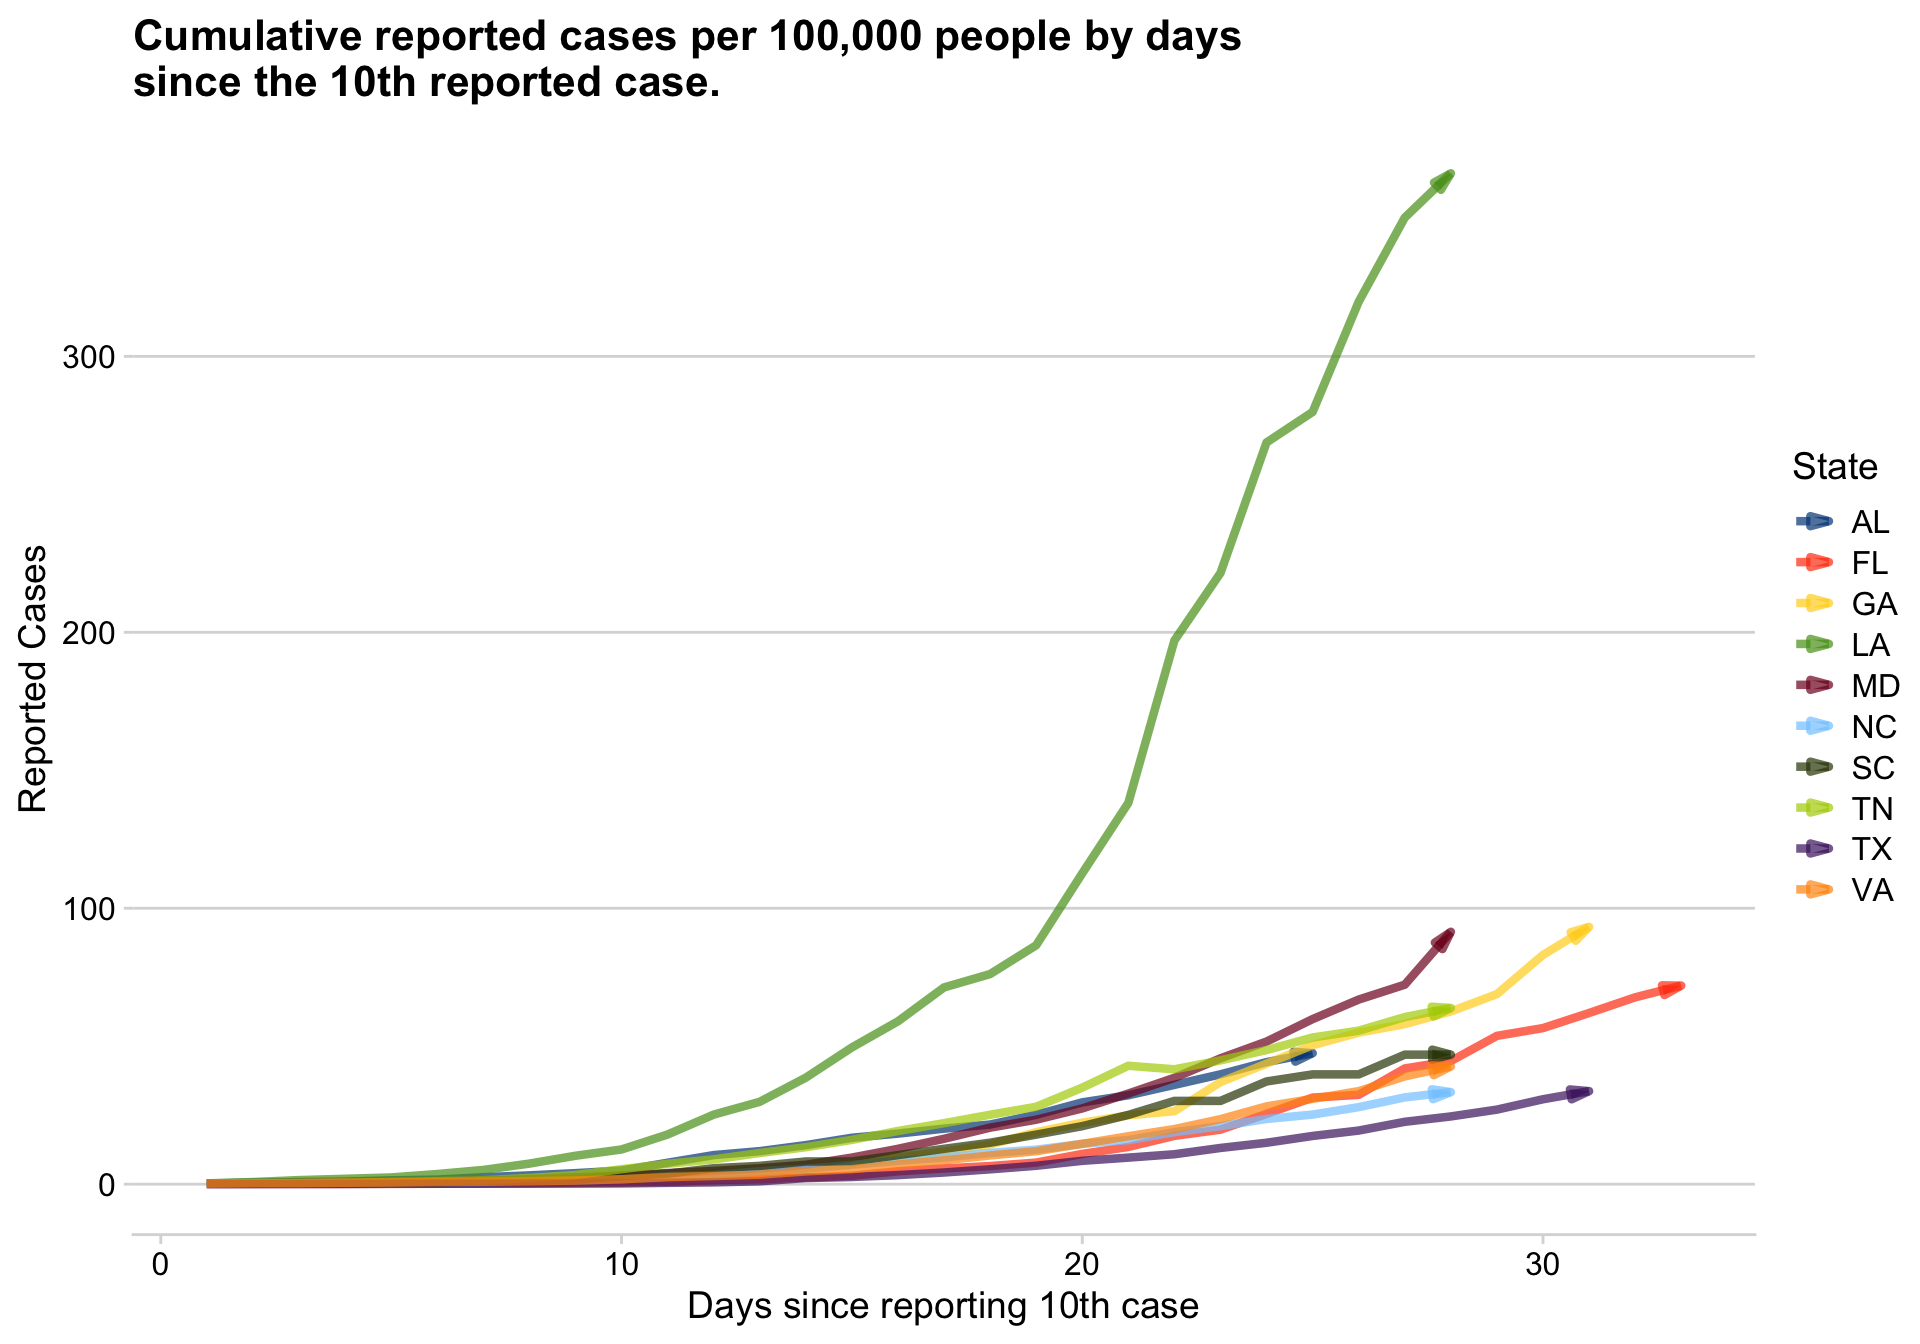 Cumulative reported cases per 100,000 people by days
since the 10th reported case.
Reported Cases
300
200
100
0
0
10
20
30
Days since reporting 10th case
State
AL
FL
GA
LA
MD
NC
SC
TN
TX
VA